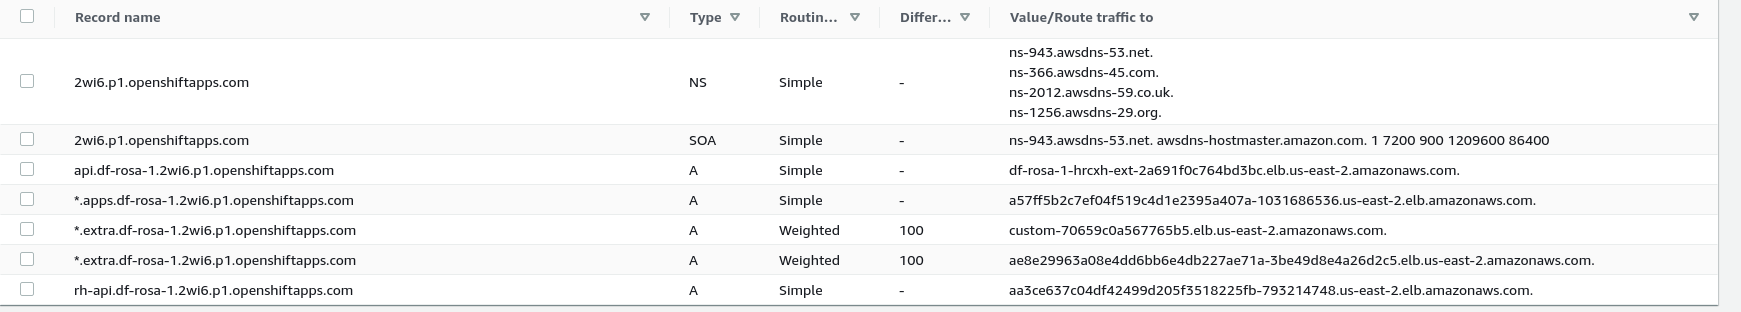 Record name Type Routin... Differ... Value/Route traffic to
2wi6.p1.openshiftapps.com NS Simple - ns-943.awsdns-53.net.
ns-366.awsdns-45.com.
ns-2012.awsdns-59.co.uk.
ns-1256.awsdns-29.org.
2wi6.p1.openshiftapps.com SOA Simple - ns-943.awsdns-53.net. awsdns-hostmaster.amazon.com. 1 7200 900 1209600 86400
api.df-rosa-1.2wi6.p1.openshiftapps.com A Simple - df-rosa-1-hrcxh-ext-2a691f0c764bd3bc.elb.us-east-2.amazonaws.com.
*.apps.df-rosa-1.2wi6.p1.openshiftapps.com A Simple - a57ff5b2c7ef04f519c4d1e2395a407a-1031686536.us-east-2.elb.amazonaws.com.
*.extra.df-rosa-1.2wi6.p1.openshiftapps.com A Weighted 100 custom-70659c0a567765b5.elb.us-east-2.amazonaws.com.
*.extra.df-rosa-1.2wi6.p1.openshiftapps.com A Weighted 100 ae8e29963a08e4dd6bb6e4db227ae71a-3be49d8e4a26d2c5.elb.us-east-2.amazonaws.com.
rh-api.df-rosa-1.2wi6.p1.openshiftapps.com A Simple - aa3ce637c04df42499d205f3518225fb-793214748.us-east-2.elb.amazonaws.com.